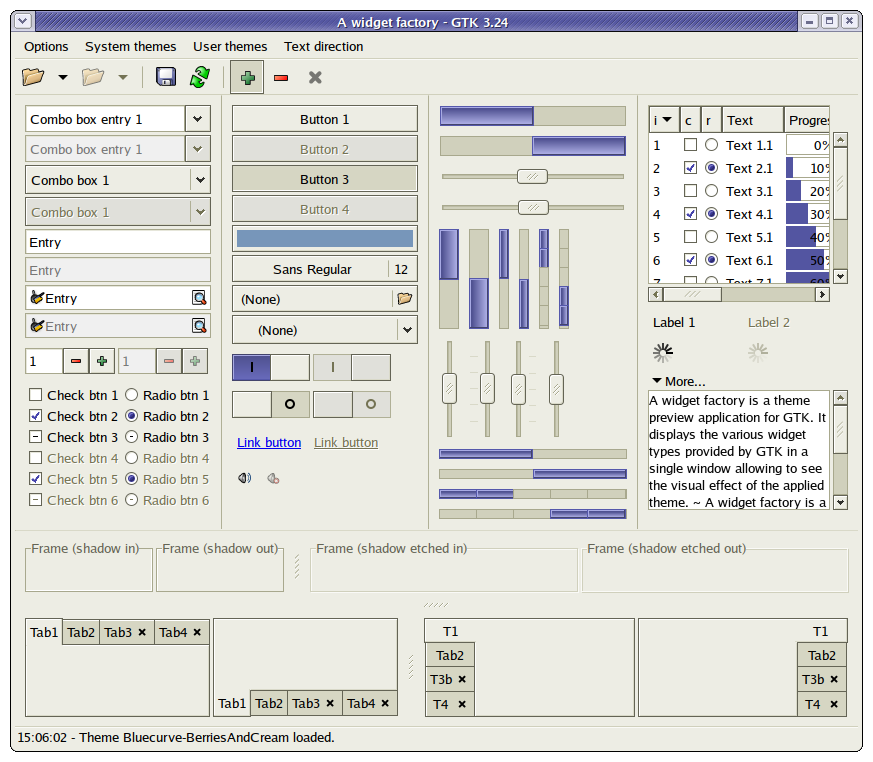 A widget factory - GTK 3.24
Options System themes User themes Text direction
Combo box entry 1
Combo box entry 1
Combo box 1
Combo box 1
Entry
Entry
Entry
Entry
1 1
Check btn 1 Radio btn 1
Check btn 2 Radio btn 2
Check btn 3 Radio btn 3
Check btn 4 Radio btn 4
Check btn 5 Radio btn 5
Check btn 6 Radio btn 6
Button 1
Button 2
Button 3
Button 4
Sans Regular 12
(None)
(None)
Link button Link button
i c r Text Progres
1 Text 1.1 0%
2 Text 2.1 10%
3 Text 3.1 20%
4 Text 4.1 30%
5 Text 5.1 40%
6 Text 6.1 50%
7 Text 7.1 60%
Label 1 Label 2
More...
A widget factory is a theme
preview application for GTK. It
displays the various widget
types provided by GTK in a
single window allowing to see
the visual effect of the applied
theme. ~ A widget factory is a
Frame (shadow in) Frame (shadow out) Frame (shadow etched in) Frame (shadow etched out)
Tab1 Tab2 Tab3 Tab4
Tab1 Tab2 Tab3 Tab4
T1
Tab2
T3b
T4
T1
Tab2
T3b
T4
15:06:02 - Theme Bluecurve-BerriesAndCream loaded.